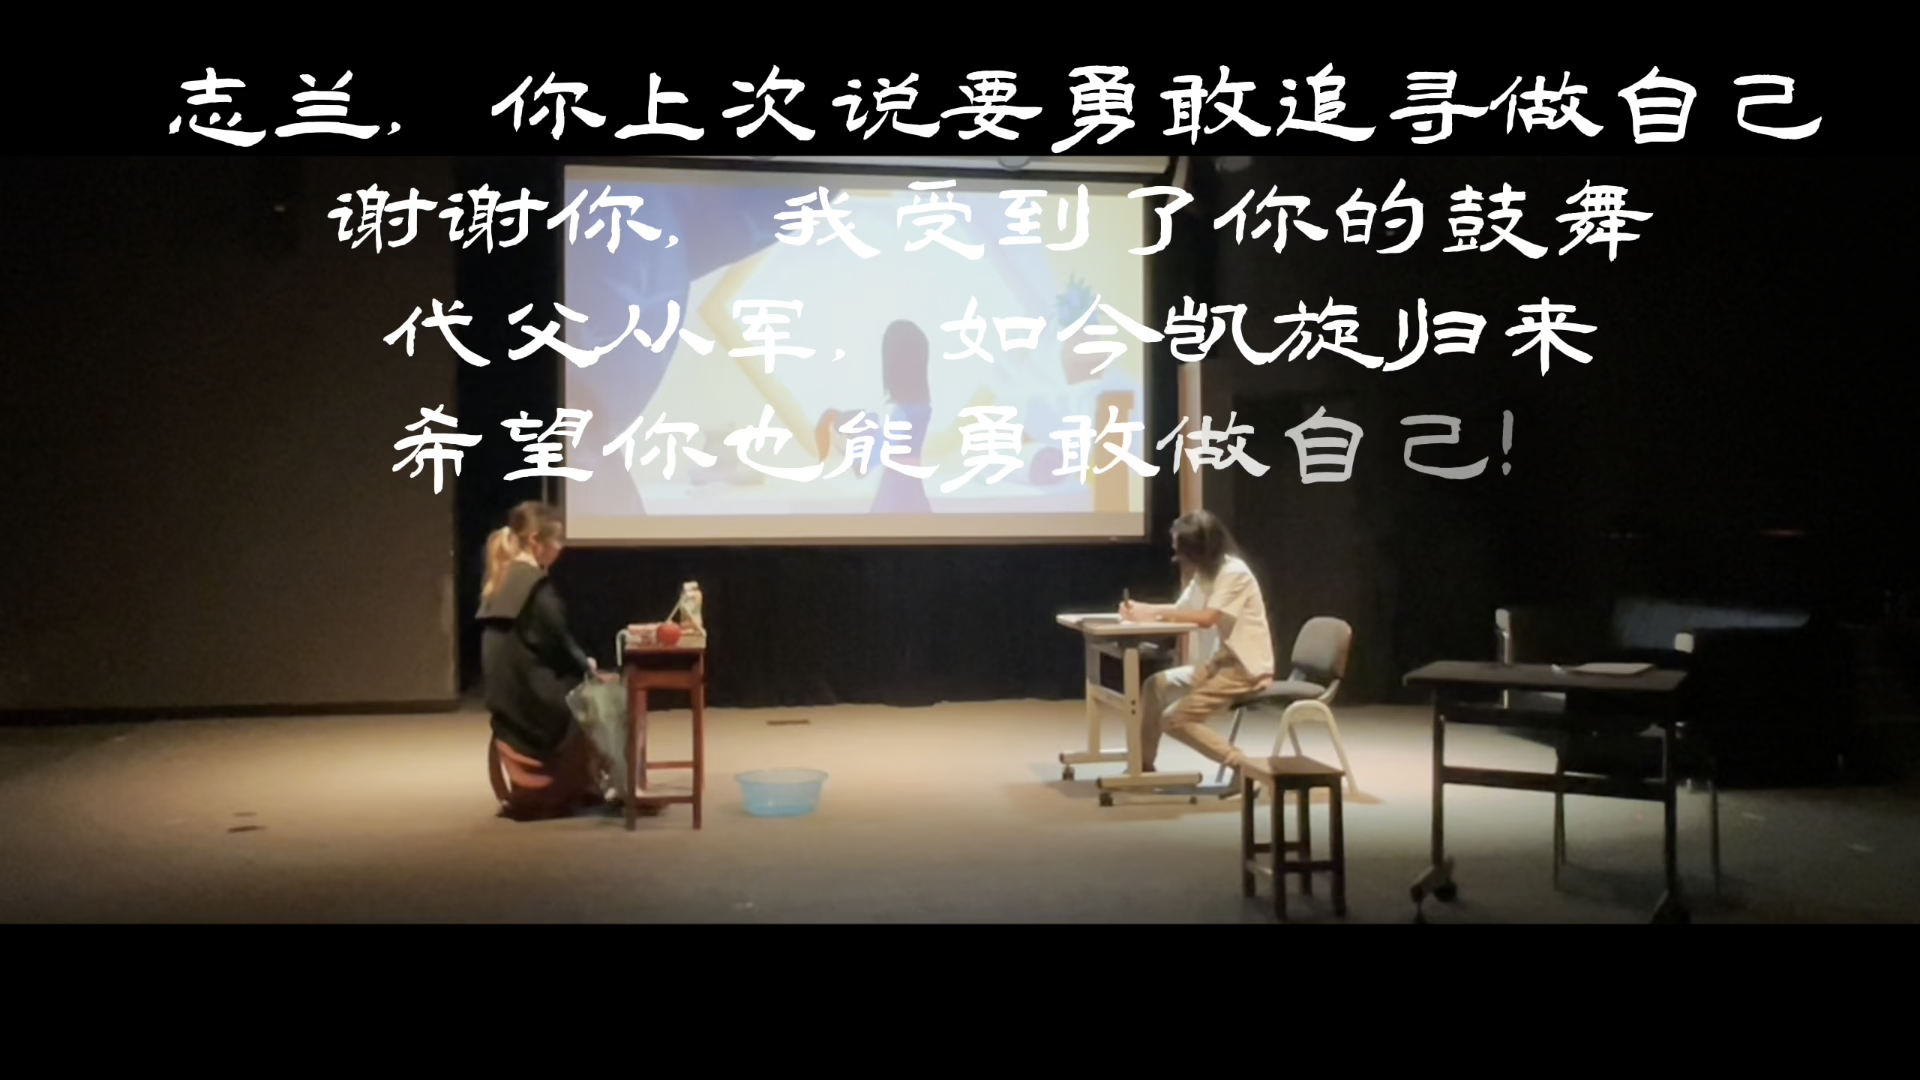 志兰，你上次说要勇敢追寻做自己
谢谢你，我受到了你的鼓舞
代父从军，如今凯旋归来
希望你也能勇敢做自己！